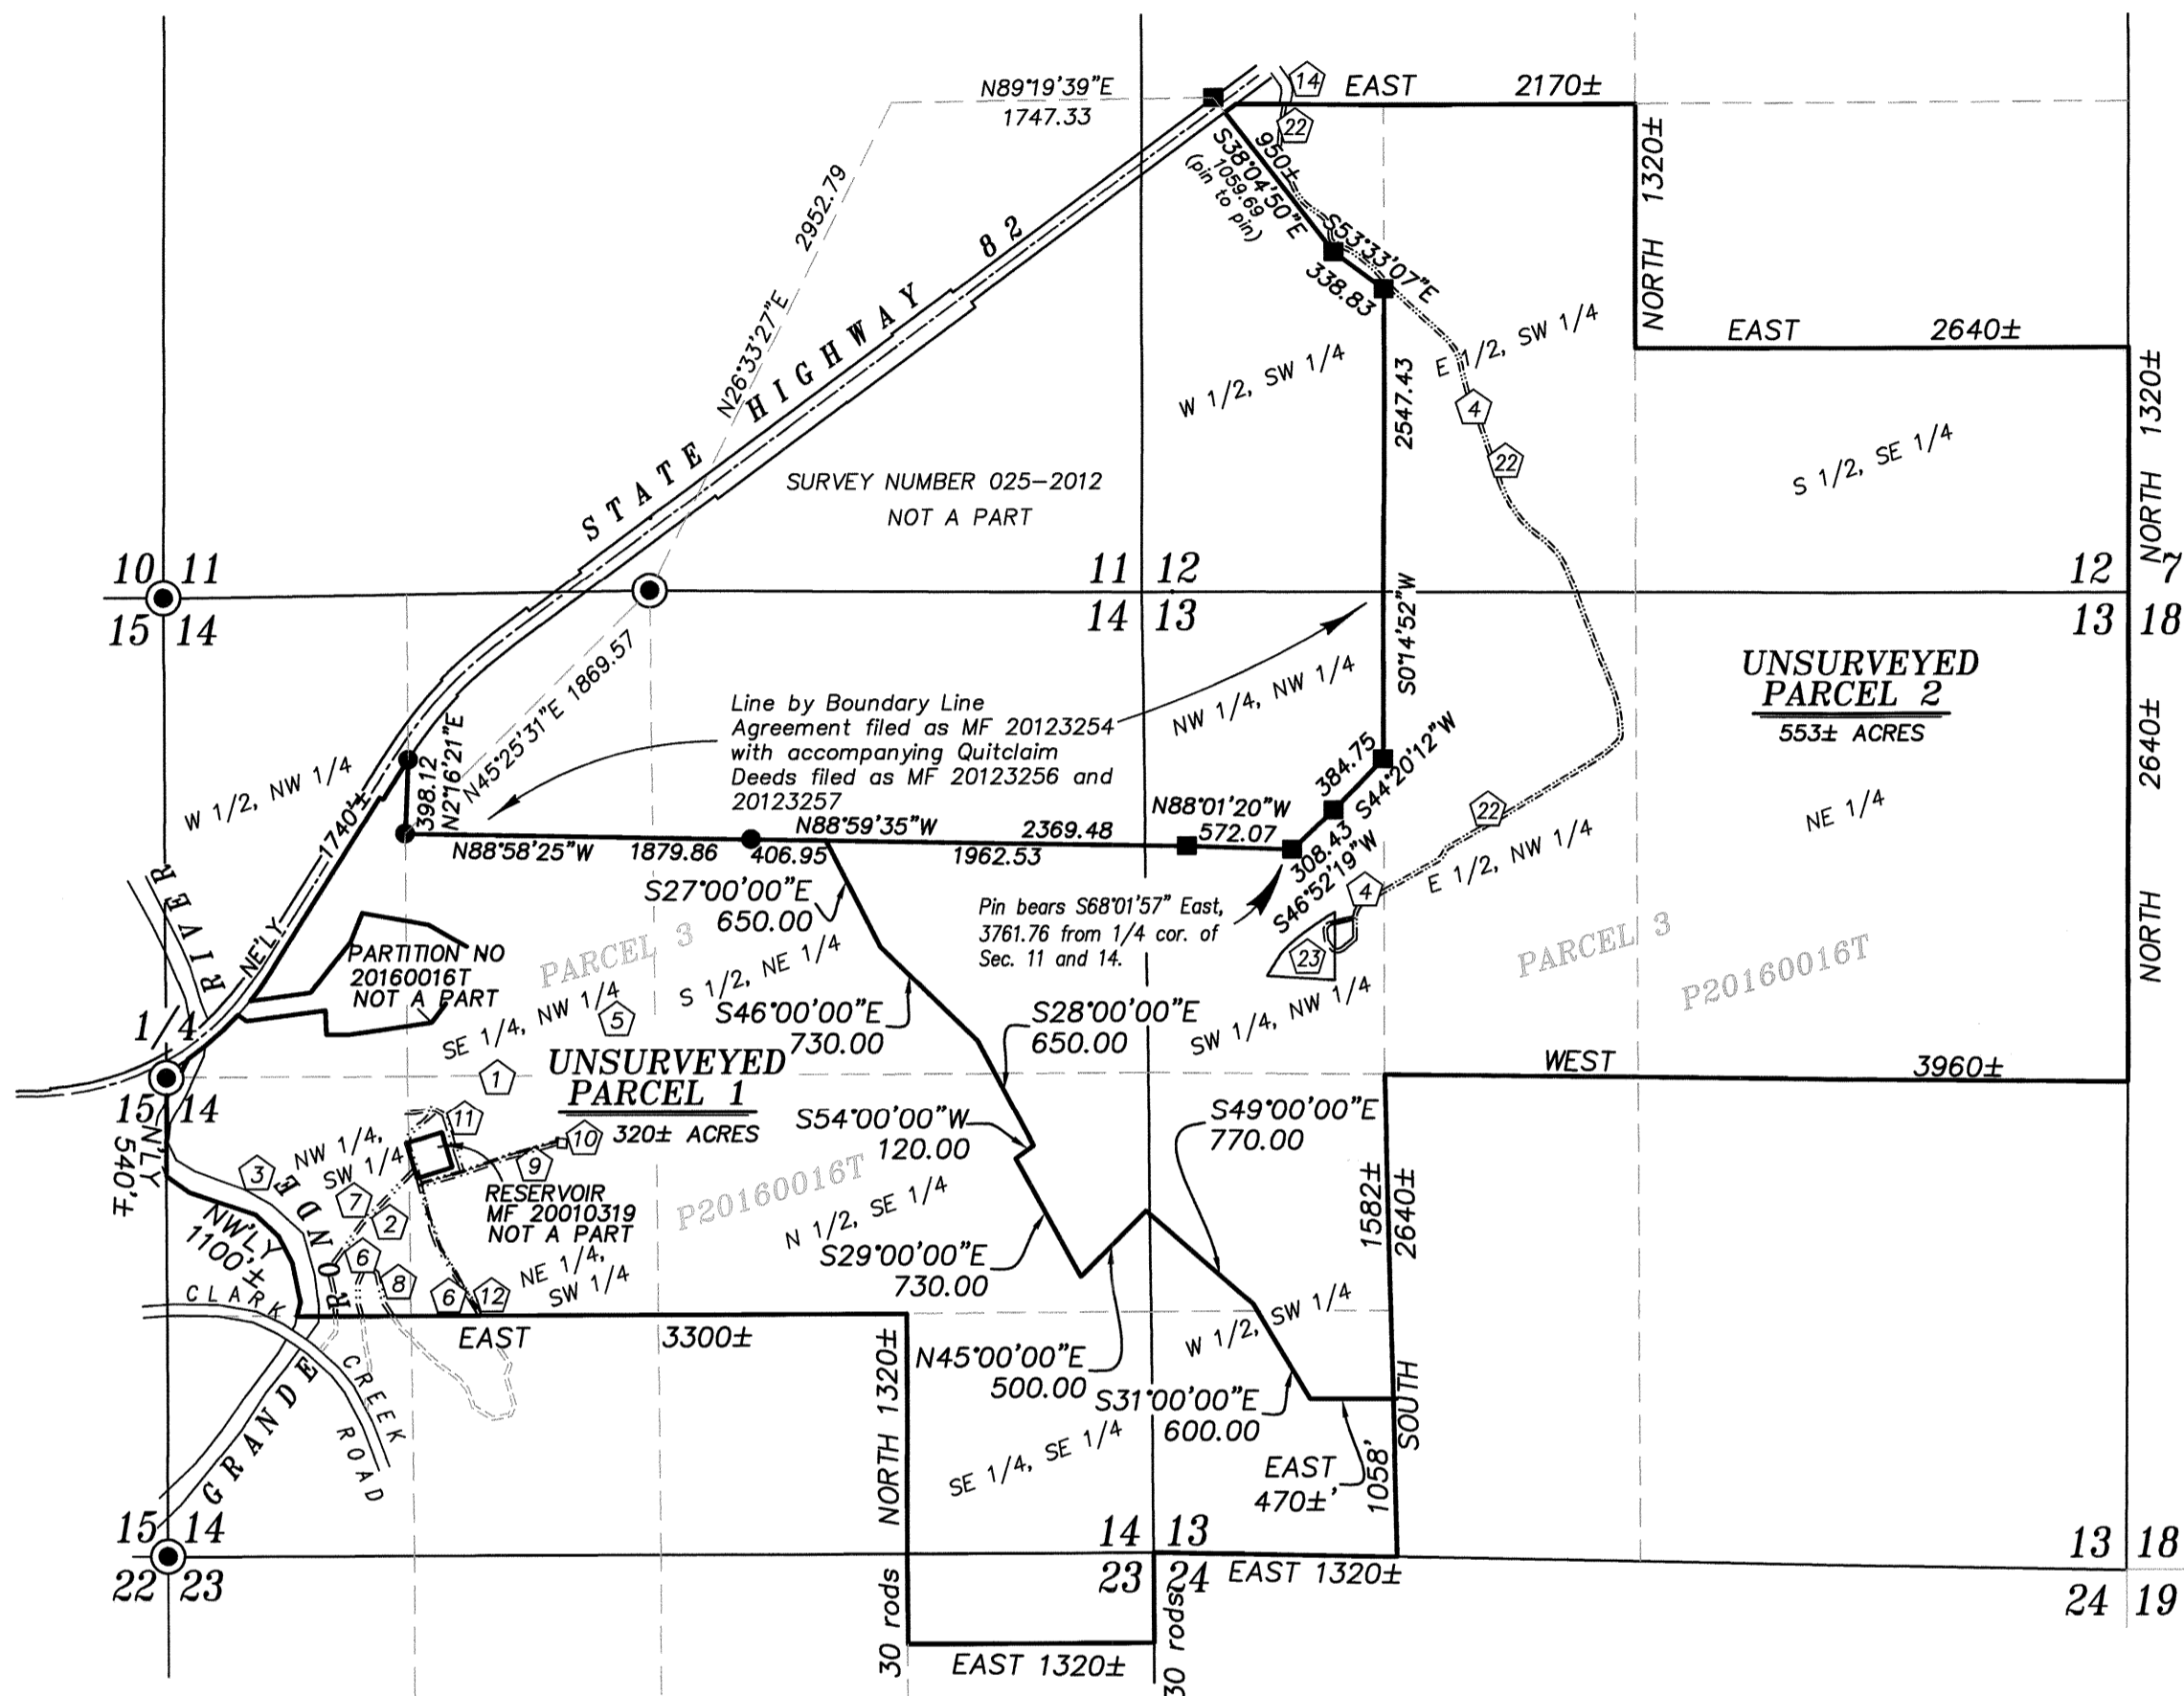 N89°19'39"E
1747.33
14
EAST 2170±
22
950±
S38°04'50"E
1059.69
(pin to pin)
NORTH 1320±
2952.79
N26°33'27"E
STATE HIGHWAY 82
S53°33'07"E
338.83
EAST 2640±
W 1/2, SW 1/4
E 1/2, SW 1/4
4
22
2547.43
S 1/2, SE 1/4
NORTH 1320±
SURVEY NUMBER 025-2012
NOT A PART
10 11
15 14
11 12
14 13
12 7
13 18
N45°25'31"E 1869.57
S0°14'52"W
UNSURVEYED
PARCEL 2
553± ACRES
Line by Boundary Line
Agreement filed as MF 20123254
with accompanying Quitclaim
Deeds filed as MF 20123256 and
20123257
NW 1/4, NW 1/4
W 1/2, NW 1/4
398.12
N2°16'21"E
1740'±
NE'LY
384.75
S44°20'12"W
N88°01'20"W
572.07
N88°59'35"W
2369.48
N88°58'25"W 1879.86
406.95
1962.53
308.43
S46°52'19"W
22
NE 1/4
2640±
NORTH
E 1/2, NW 1/4
4
23
S27°00'00"E
650.00
Pin bears S68°01'57" East,
3761.76 from 1/4 cor. of
Sec. 11 and 14.
RIVER
PARTITION NO
20160016T
NOT A PART
PARCEL 3
S 1/2, NE 1/4
PARCEL 3
P20160016T
SE 1/4, NW 1/4
5
S46°00'00"E
730.00
S28°00'00"E
650.00
SW 1/4, NW 1/4
1/4
15 14
1
UNSURVEYED
PARCEL 1
320± ACRES
WEST 3960±
N'LY
540'±
3
NW 1/4,
SW 1/4
11
10
9
7
2
RESERVOIR
MF 20010319
NOT A PART
P20160016T
S54°00'00"W
120.00
S49°00'00"E
770.00
N 1/2, SE 1/4
1582±
2640±
NW'LY
1100'±
RONDE
6
8
6
12
NE 1/4,
SW 1/4
S29°00'00"E
730.00
CLARK
CREEK
ROAD
EAST 3300±
GRANDE
NORTH 1320±
N45°00'00"E
500.00
W 1/2, SW 1/4
S31°00'00"E
600.00
SOUTH
SE 1/4, SE 1/4
EAST
470±'
1058'
15 14
22 23
14 13
23 24
EAST 1320±
13 18
24 19
30 rods
EAST 1320±
30 rods